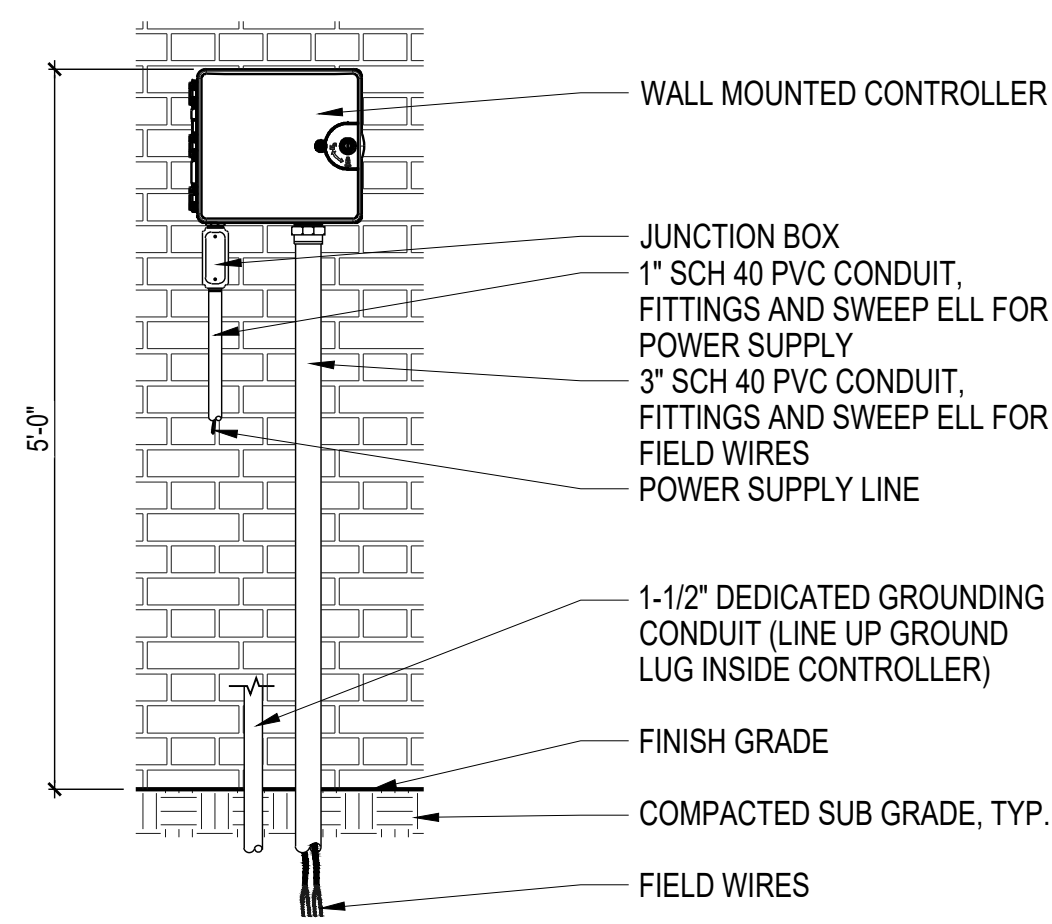 WALL MOUNTED CONTROLLER
JUNCTION BOX
1" SCH 40 PVC CONDUIT,
FITTINGS AND SWEEP ELL FOR
POWER SUPPLY
3" SCH 40 PVC CONDUIT,
FITTINGS AND SWEEP ELL FOR
FIELD WIRES
POWER SUPPLY LINE
5'-0"
1-1/2" DEDICATED GROUNDING
CONDUIT (LINE UP GROUND
LUG INSIDE CONTROLLER)
FINISH GRADE
COMPACTED SUB GRADE, TYP.
FIELD WIRES